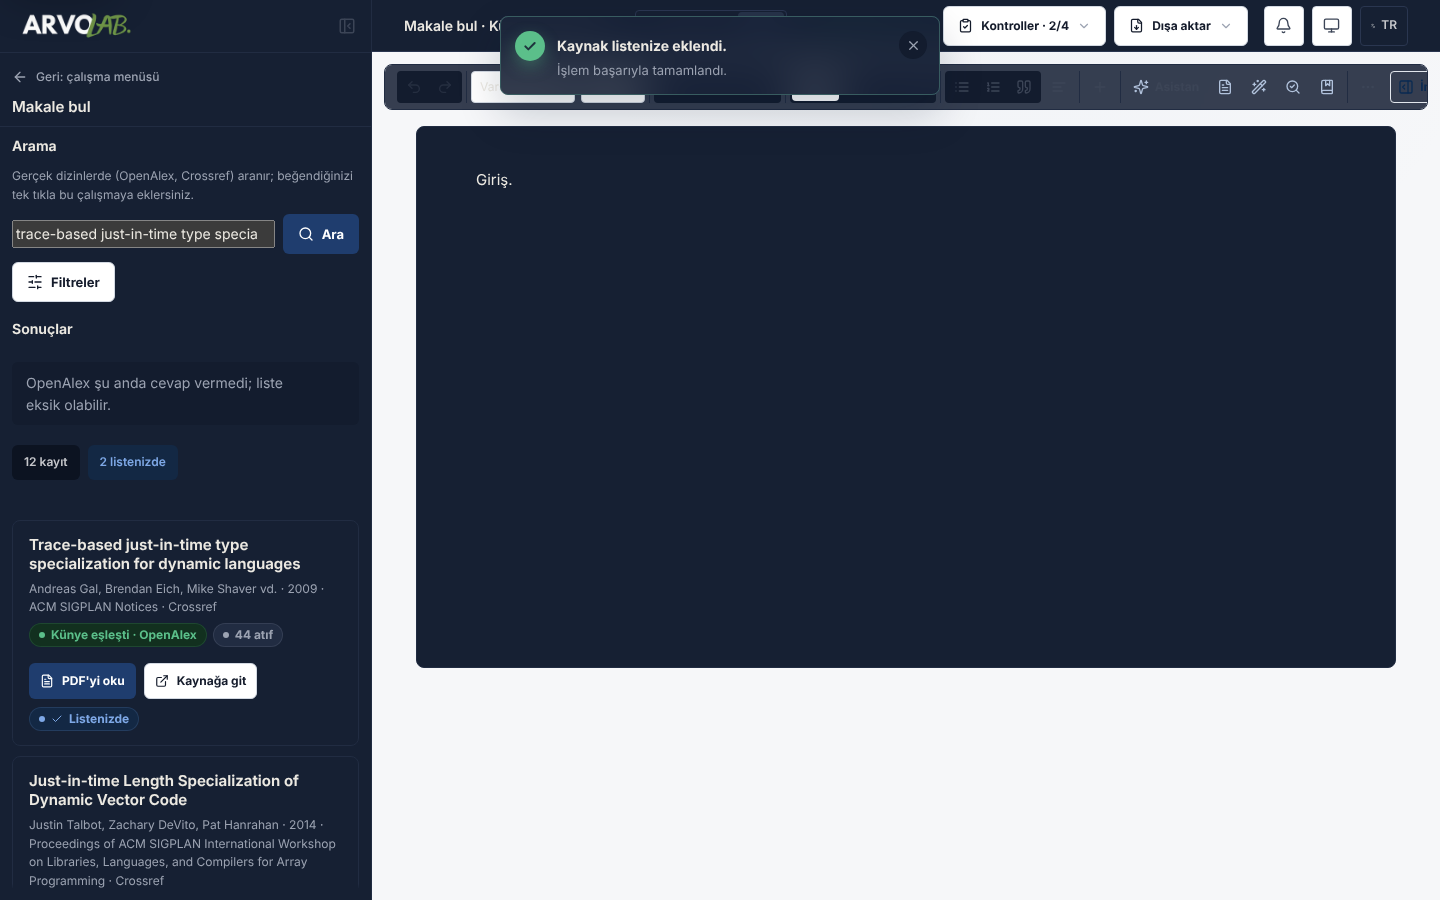 ARVOLAB.
Makale bul · K
Kontroller · 2/4
Dışa aktar
TR
Kaynak listenize eklendi.
İşlem başarıyla tamamlandı.
Geri: çalışma menüsü
Makale bul
Arama
Gerçek dizinlerde (OpenAlex, Crossref) aranır; beğendiğinizi
tek tıkla bu çalışmaya eklersiniz.
trace-based just-in-time type specia
Ara
Filtreler
Sonuçlar
OpenAlex şu anda cevap vermedi; liste
eksik olabilir.
12 kayıt
2 listenizde
Trace-based just-in-time type
specialization for dynamic languages
Andreas Gal, Brendan Eich, Mike Shaver vd. · 2009 ·
ACM SIGPLAN Notices · Crossref
Künye eşleşti · OpenAlex
44 atıf
PDF'yi oku
Kaynağa git
Listenizde
Just-in-time Length Specialization of
Dynamic Vector Code
Justin Talbot, Zachary DeVito, Pat Hanrahan · 2014 ·
Proceedings of ACM SIGPLAN International Workshop
on Libraries, Languages, and Compilers for Array
Programming · Crossref
Giriş.